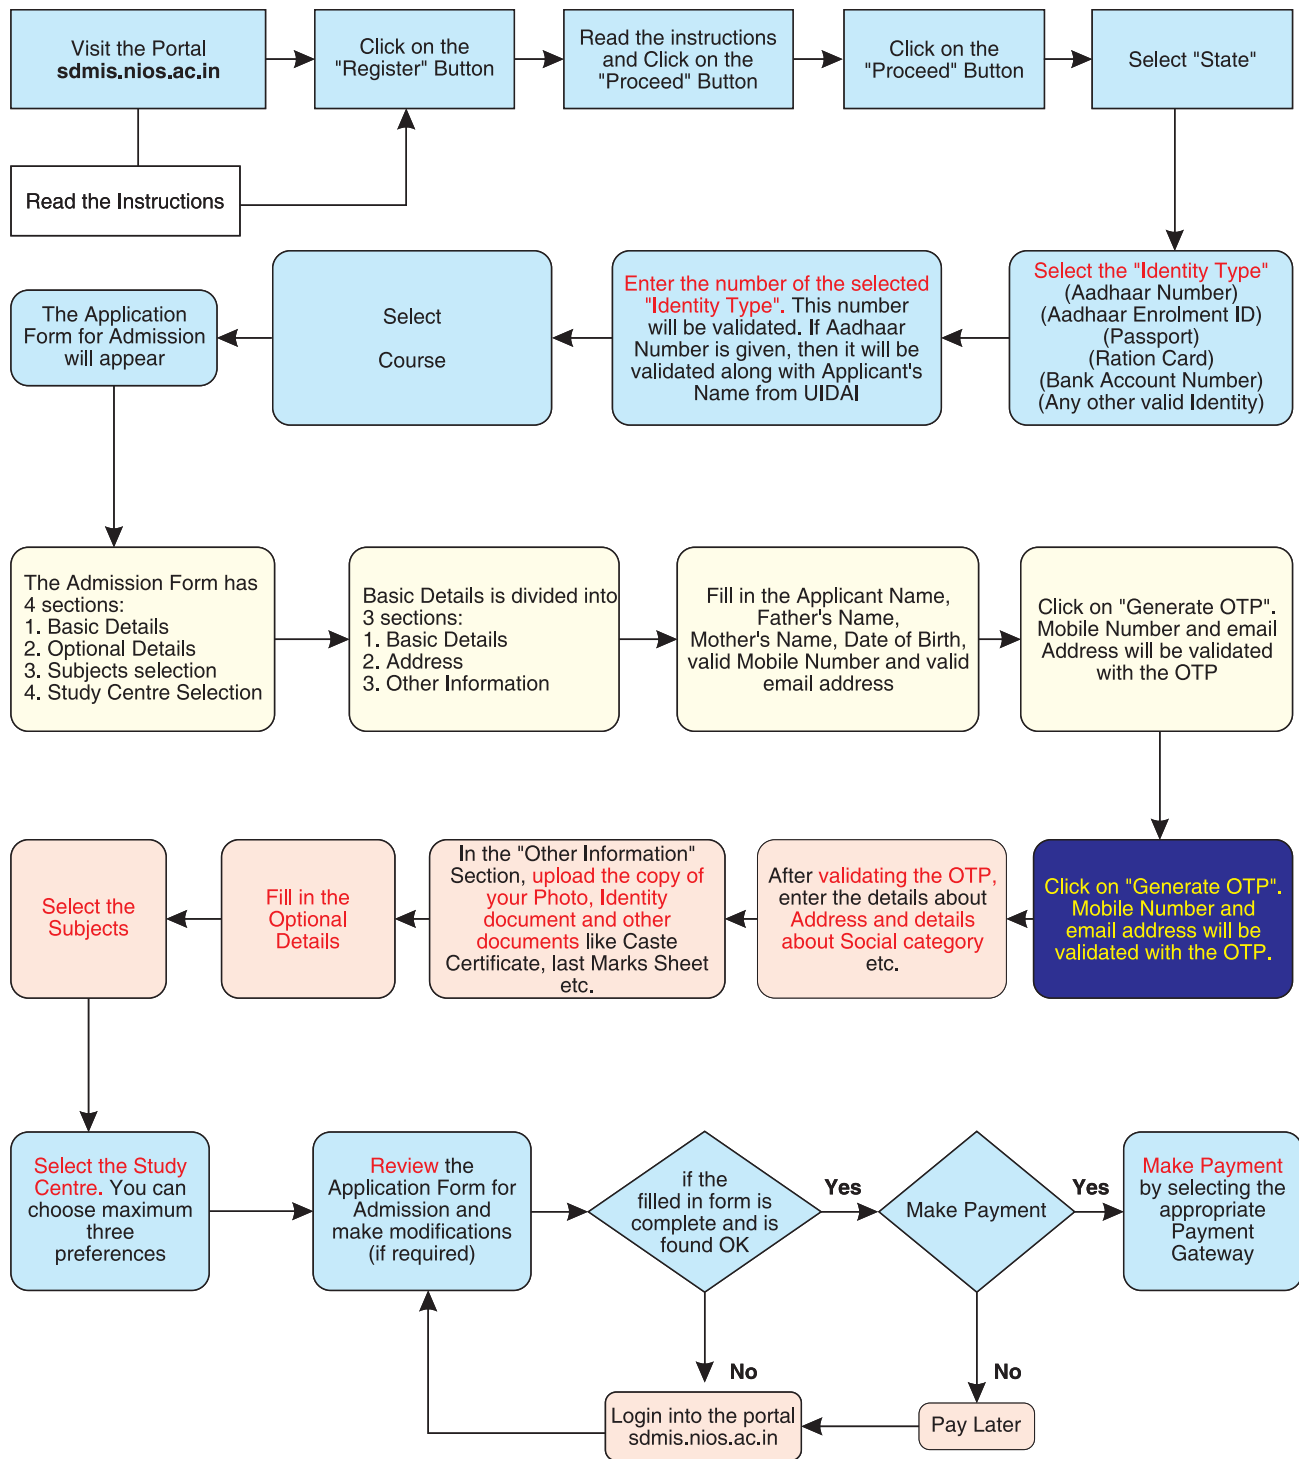 Visit the Portal
sdmis.nios.ac.in
Click on the
"Register" Button
Read the instructions
and Click on the
"Proceed" Button
Click on the
"Proceed" Button
Select "State"
Read the Instructions
Select the "Identity Type"
(Aadhaar Number)
(Aadhaar Enrolment ID)
(Passport)
(Ration Card)
(Bank Account Number)
(Any other valid Identity)
Enter the number of the selected
"Identity Type". This number
will be validated. If Aadhaar
Number is given, then it will be
validated along with Applicant's
Name from UIDAI
Select
Course
The Application
Form for Admission
will appear
The Admission Form has
4 sections:
1. Basic Details
2. Optional Details
3. Subjects selection
4. Study Centre Selection
Basic Details is divided into
3 sections:
1. Basic Details
2. Address
3. Other Information
Fill in the Applicant Name,
Father's Name,
Mother's Name, Date of Birth,
valid Mobile Number and valid
email address
Click on "Generate OTP".
Mobile Number and email
Address will be validated
with the OTP
Click on "Generate OTP".
Mobile Number and
email address will be
validated with the OTP.
After validating the OTP,
enter the details about
Address and details
about Social category
etc.
In the "Other Information"
Section, upload the copy of
your Photo, Identity
document and other
documents like Caste
Certificate, last Marks Sheet
etc.
Fill in the
Optional
Details
Select the
Subjects
Select the Study
Centre. You can
choose maximum
three
preferences
Review the
Application Form for
Admission and
make modifications
(if required)
if the
filled in form is
complete and is
found OK
Yes
Make Payment
Yes
Make Payment
by selecting the
appropriate
Payment
Gateway
No
No
Login into the portal
sdmis.nios.ac.in
Pay Later